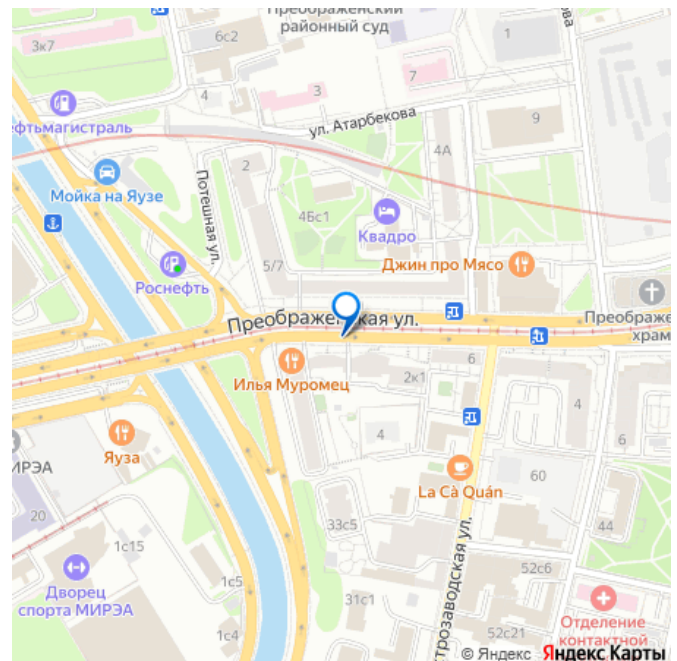 Преображенский
районный суд
3к7
6с2
1
7
3
4
ул. Атарбекова
9
фтьмагистраль
4А
2
Мойка на Яузе
Потешная ул.
4Бс1
Квадро
Джин про Мясо
5/7
Роснефть
Преображе
храм
Илья Муромец
2к1
6
4
4
6
Яуза
МИРЭА
La Cà Quán
60
20
33с5
44
1с15
Дворец
спорта МИРЭА
1с5
52с6
31с1
1с4
Отделение
контактной
52с21
трозаводская ул.
© Яндекс Яндекс Карты